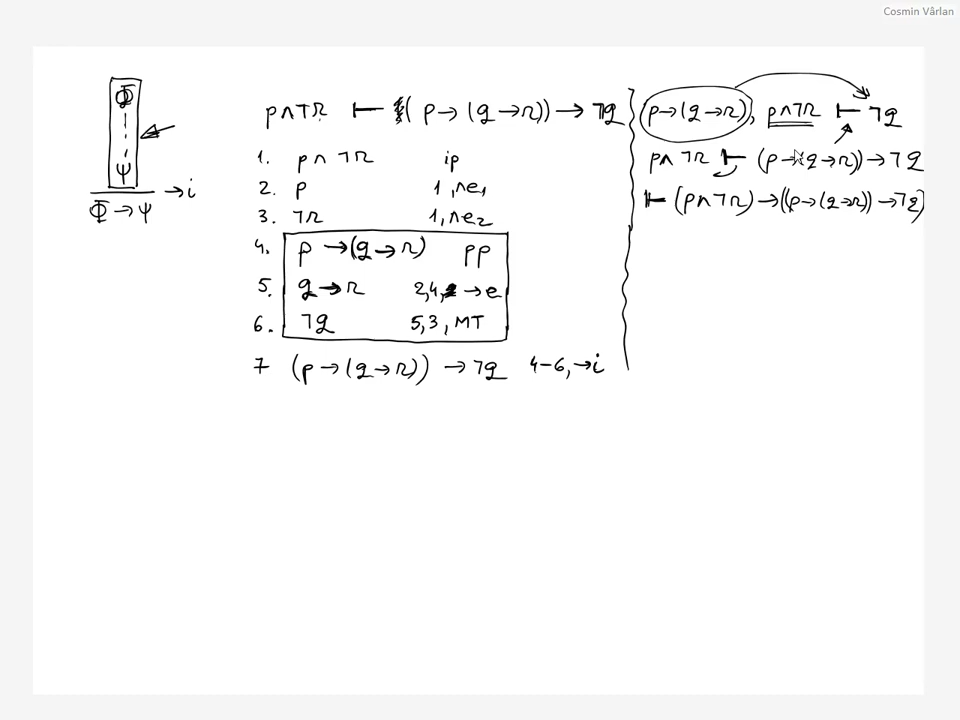 Cosmin Vârlan
Φ
ψ
Φ → ψ
→i
p∧¬r ⊢ ((p → (q → r)) → ¬q
1. p∧¬r ip
2. p 1, ∧e₁
3. ¬r 1, ∧e₂
4. p → (q → r) pp
5. q → r 2,4, → e
6. ¬q 5,3, MT
7 (p → (q → r)) → ¬q 4-6, →i
p → (q → r), p∧¬r ⊢ ¬q
p∧¬r ⊢ (p → (q → r)) → ¬q
⊢ (p∧¬r) → ((p → (q → r)) → ¬q)